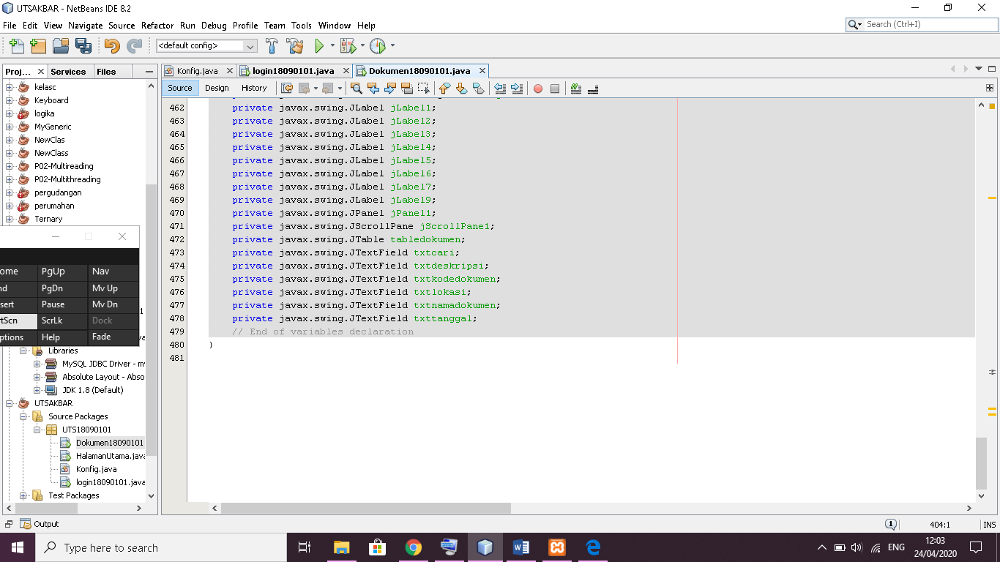 UTSAKBAR - NetBeans IDE 8.2
File Edit View Navigate Source Refactor Run Debug Profile Team Tools Window Help
Search (Ctrl+I)
<default config>
Proj... Services Files
Konfig.java login18090101.java Dokumen18090101.java
Source Design History
kelasc
Keyboard
logika
MyGeneric
NewClas
NewClass
P02-Multireading
P02-Multithreading
pergudangan
perumahan
Ternary
ome PgUp Nav
nd PgDn Mv Up
sert Pause Mv Dn
rtScn ScrLk Dock
ptions Help Fade
Libraries
MySQL JDBC Driver - my
Absolute Layout - Abso
JDK 1.8 (Default)
UTSAKBAR
Source Packages
UTS18090101
Dokumen18090101
HalamanUtama.java
Konfig.java
login18090101.java
Test Packages
462 private javax.swing.JLabel jLabel1;
463 private javax.swing.JLabel jLabel2;
464 private javax.swing.JLabel jLabel3;
465 private javax.swing.JLabel jLabel4;
466 private javax.swing.JLabel jLabel5;
467 private javax.swing.JLabel jLabel6;
468 private javax.swing.JLabel jLabel7;
469 private javax.swing.JLabel jLabel9;
470 private javax.swing.JPanel jPanel1;
471 private javax.swing.JScrollPane jScrollPane1;
472 private javax.swing.JTable tabledokumen;
473 private javax.swing.JTextField txtcari;
474 private javax.swing.JTextField txtdeskripsi;
475 private javax.swing.JTextField txtkodedokumen;
476 private javax.swing.JTextField txtlokasi;
477 private javax.swing.JTextField txtnamadokumen;
478 private javax.swing.JTextField txttanggal;
479 // End of variables declaration
480 }
481
Output
1 404:1 INS
Type here to search
ENG
12:03
24/04/2020